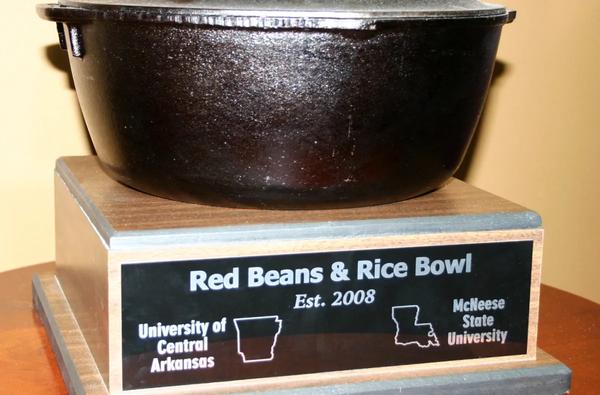 Red Beans & Rice Bowl
Est. 2008
University of
Central
Arkansas
McNeese
State
University